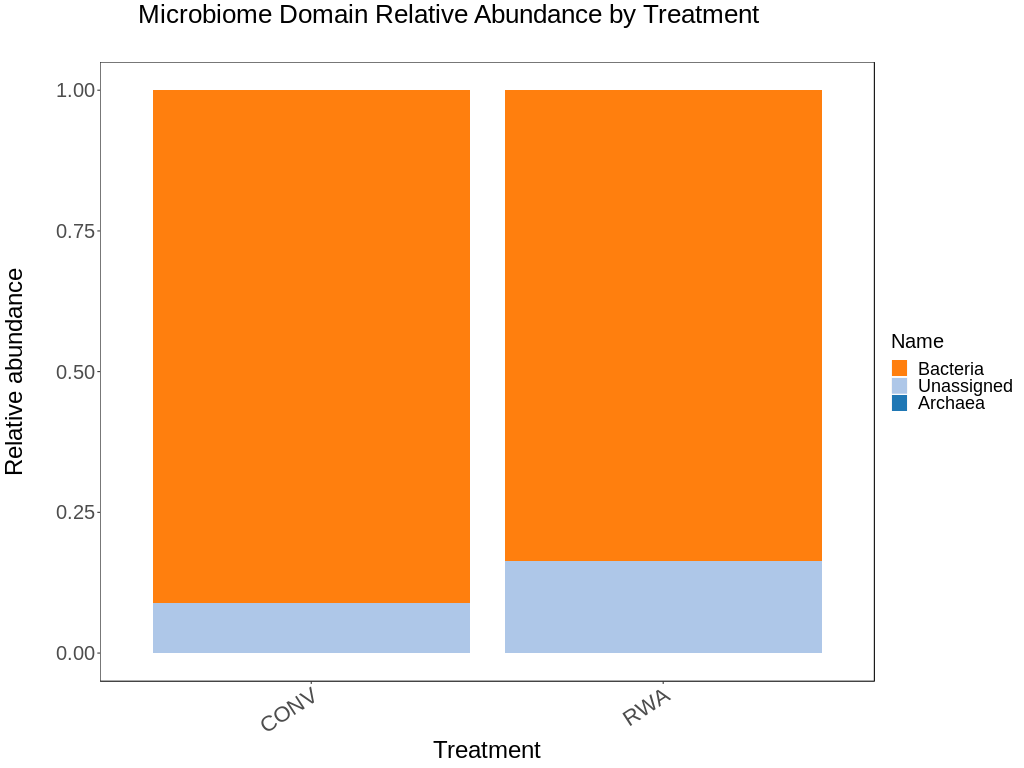 Microbiome Domain Relative Abundance by Treatment
1.00
0.75
0.50
0.25
0.00
Relative abundance
CONV
RWA
Treatment
Name
Bacteria
Unassigned
Archaea